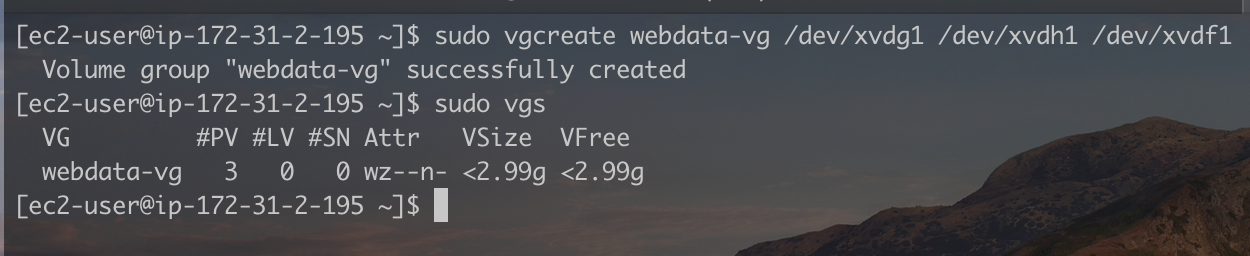 [ec2-user@ip-172-31-2-195 ~]$ sudo vgcreate webdata-vg /dev/xvdg1 /dev/xvdh1 /dev/xvdf1
  Volume group "webdata-vg" successfully created
[ec2-user@ip-172-31-2-195 ~]$ sudo vgs
  VG         #PV #LV #SN Attr   VSize  VFree
  webdata-vg   3   0   0 wz--n- <2.99g <2.99g
[ec2-user@ip-172-31-2-195 ~]$